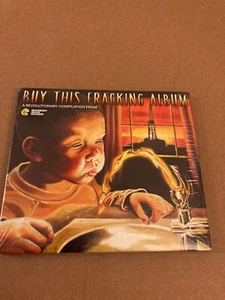 BUY THIS FRACKING ALBUM
A REVOLUTIONARY COMPILATION FROM